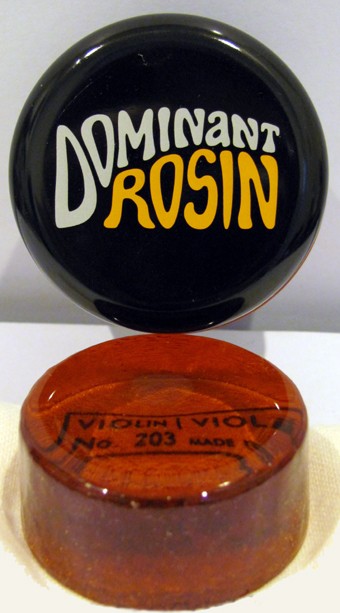 DOMINaNT
ROSIN
VIOLIN | VIOL
No. 203 MADE